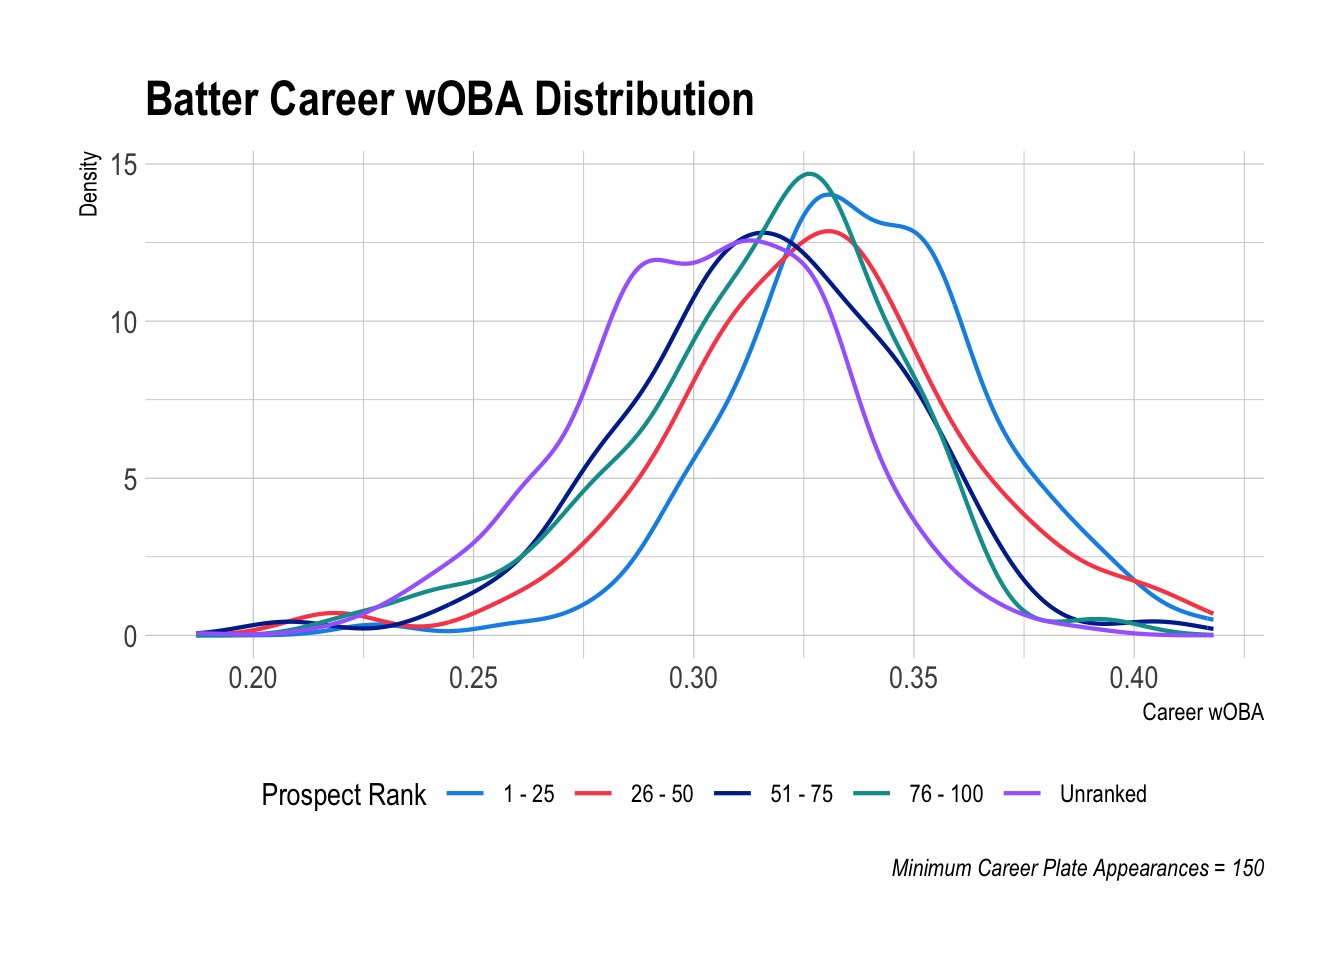 Batter Career wOBA Distribution
Density
15
10
5
0
0.20 0.25 0.30 0.35 0.40
Career wOBA
Prospect Rank 1 - 25 26 - 50 51 - 75 76 - 100 Unranked
Minimum Career Plate Appearances = 150